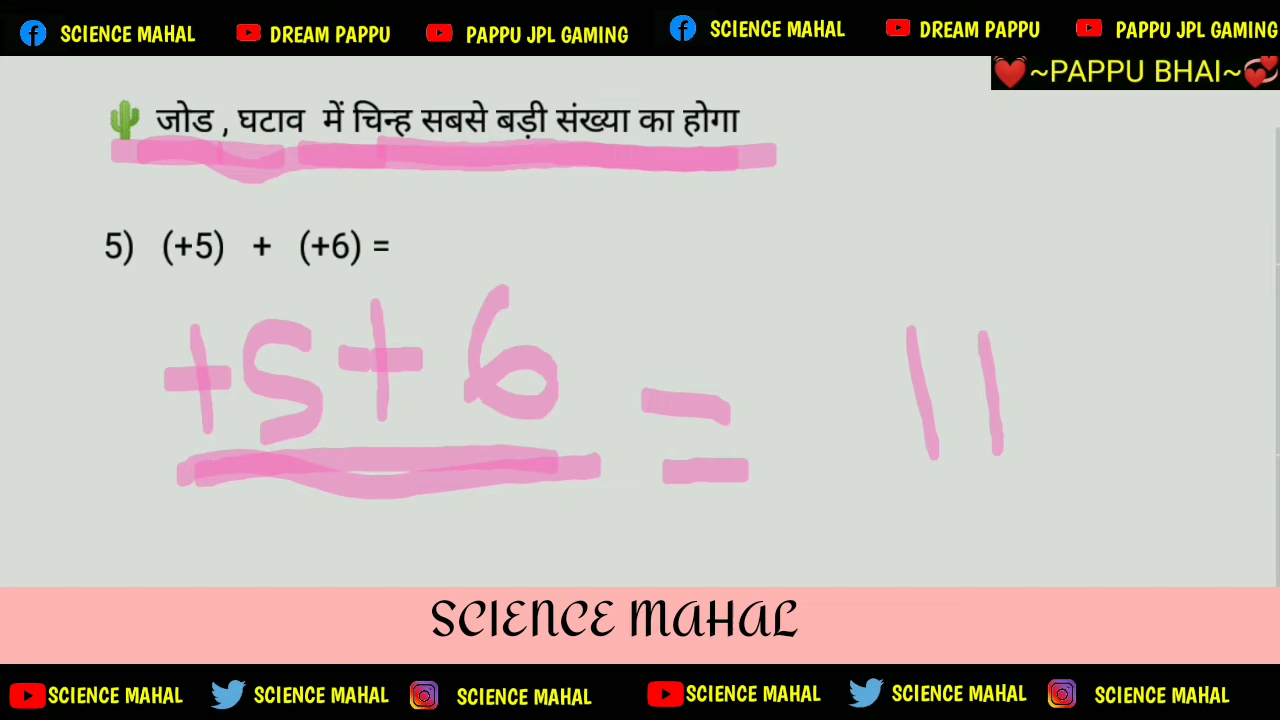 SCIENCE MAHAL DREAM PAPPU PAPPU JPL GAMING SCIENCE MAHAL DREAM PAPPU PAPPU JPL GAMING
~PAPPU BHAI~
जोड , घटाव में चिन्ह सबसे बड़ी संख्या का होगा
5) (+5) + (+6) =
+5+6 = 11
SCIENCE MAHAL
SCIENCE MAHAL SCIENCE MAHAL SCIENCE MAHAL SCIENCE MAHAL SCIENCE MAHAL SCIENCE MAHAL